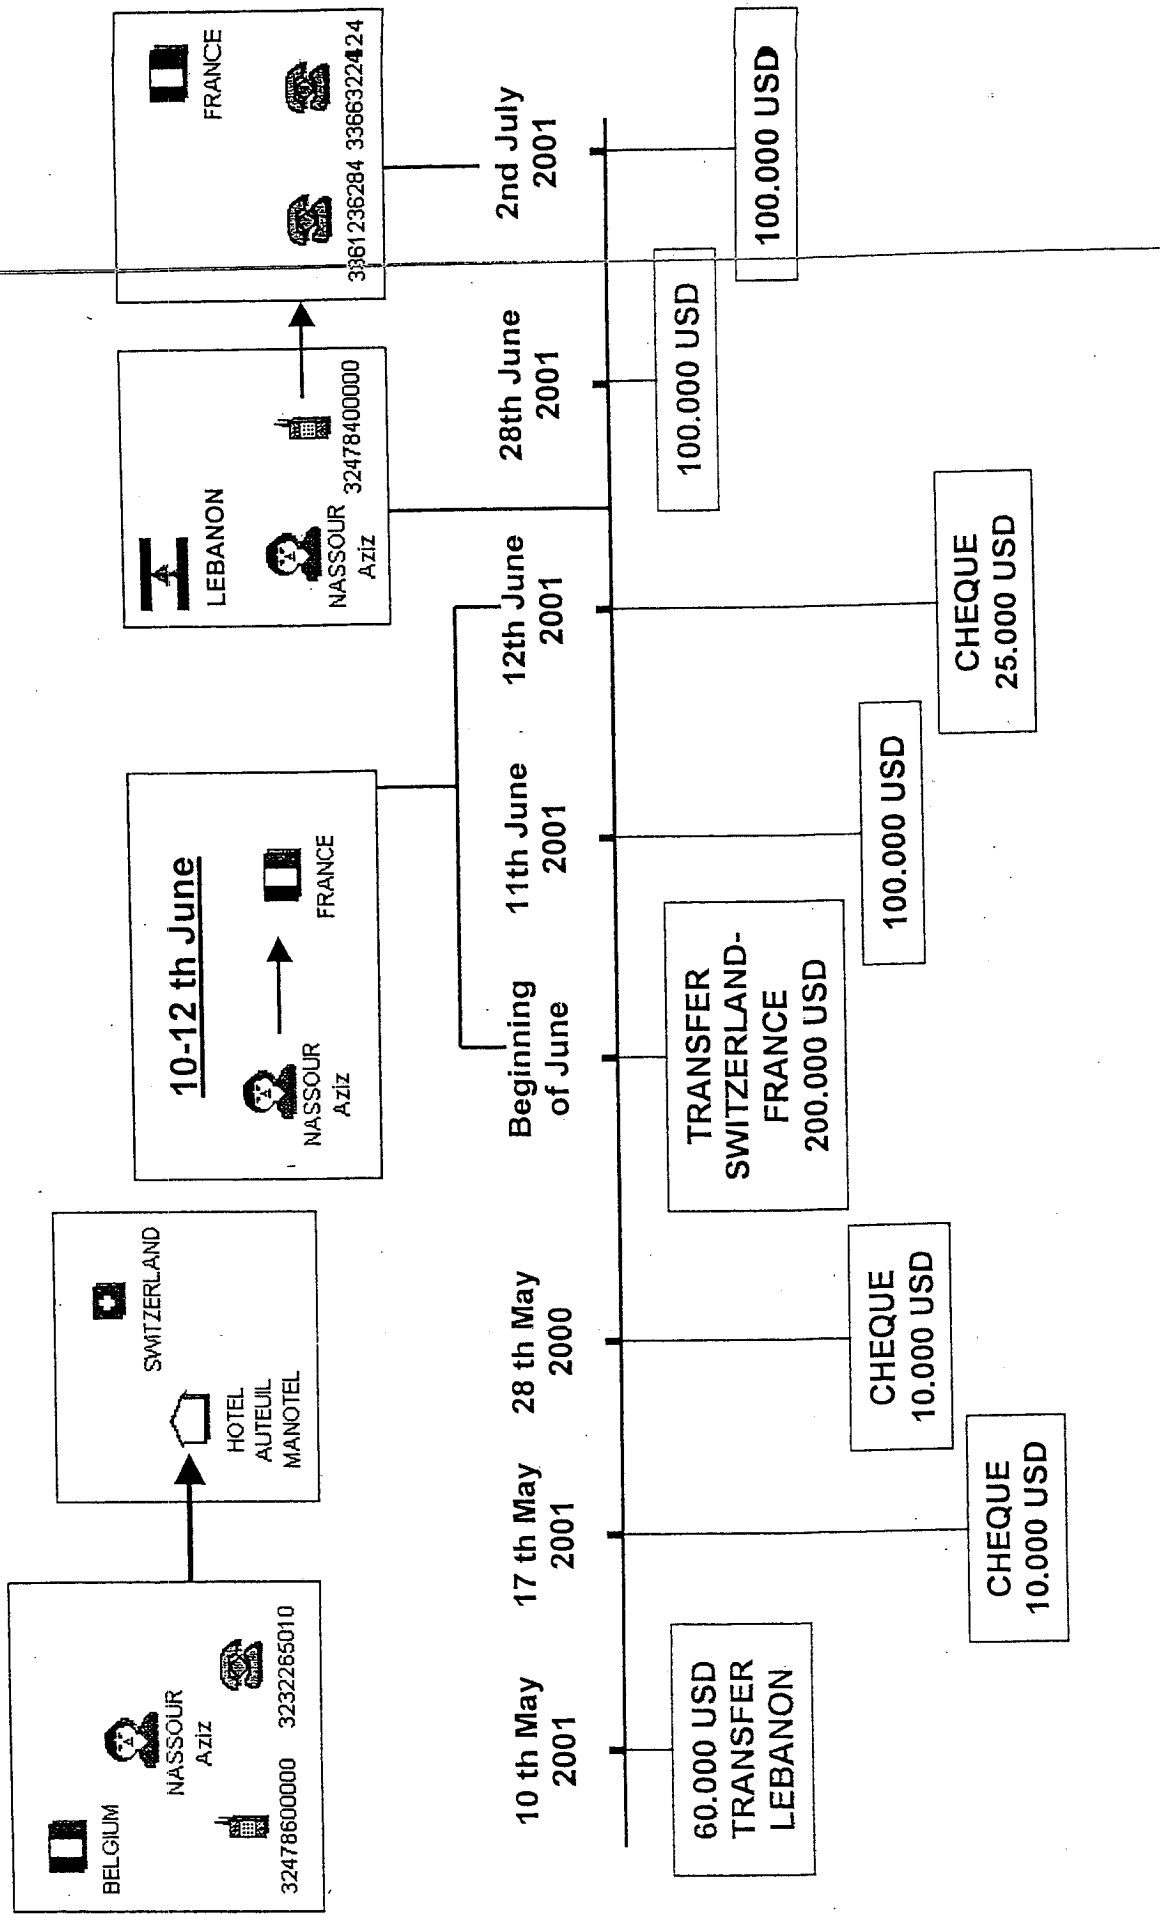 BELGIUM
NASSOUR
Aziz
32478600000
3232265010
SWITZERLAND
HOTEL
AUTEUIL
MANOTEL
10-12 th June
NASSOUR
Aziz
FRANCE
LEBANON
NASSOUR
Aziz
32478400000
FRANCE
3361236284
33663224424
10 th May
2001
17 th May
2001
28 th May
2000
Beginning
of June
11th June
2001
12th June
2001
28th June
2001
2nd July
2001
60.000 USD
TRANSFER
LEBANON
CHEQUE
10.000 USD
CHEQUE
10.000 USD
TRANSFER
SWITZERLAND-
FRANCE
200.000 USD
100.000 USD
CHEQUE
25.000 USD
100.000 USD
100.000 USD